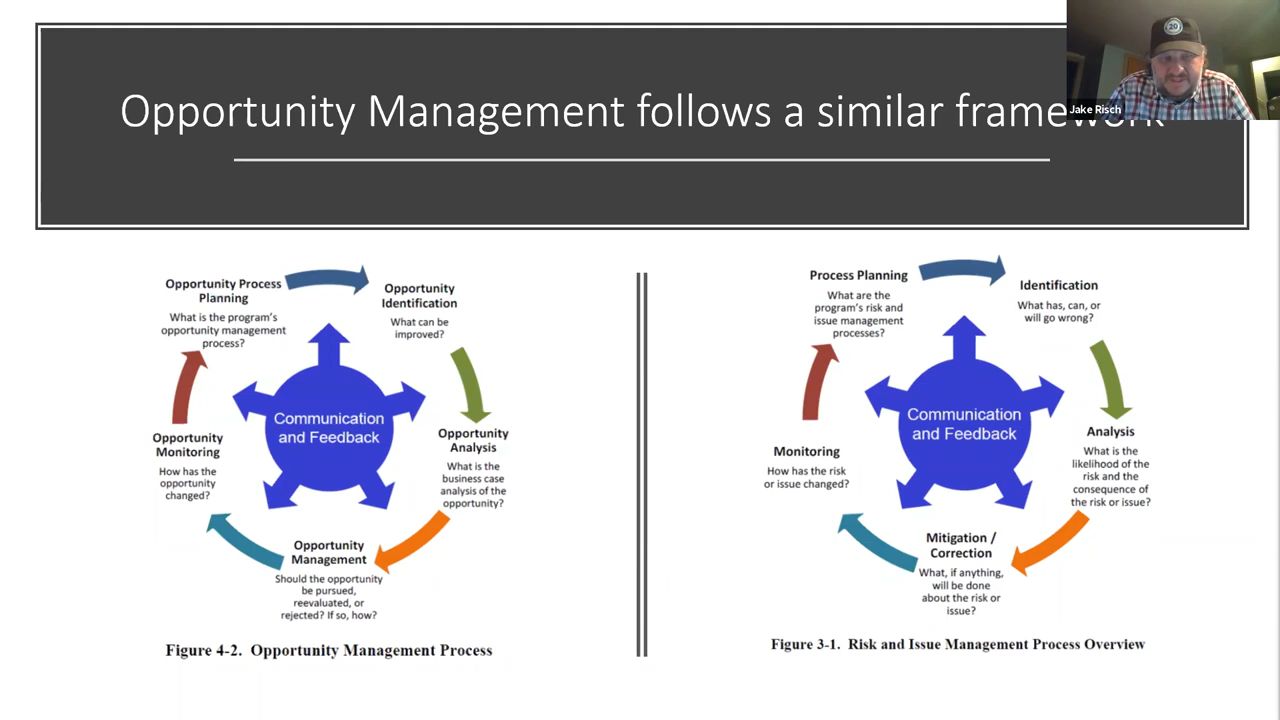 Opportunity Management follows a similar framework
20
Jake Risch
Opportunity Process
Planning
What is the program's
opportunity management
process?
Opportunity
Identification
What can be
improved?
Communication
and Feedback
Opportunity
Monitoring
How has the
opportunity
changed?
Opportunity
Analysis
What is the
business case
analysis of the
opportunity?
Opportunity
Management
Should the opportunity
be pursued,
reevaluated, or
rejected? If so, how?
Figure 4-2. Opportunity Management Process
Process Planning
What are the
program's risk and
issue management
processes?
Identification
What has, can, or
will go wrong?
Communication
and Feedback
Monitoring
How has the risk
or issue changed?
Analysis
What is the
likelihood of the
risk and the
consequence of
the risk or issue?
Mitigation /
Correction
What, if anything,
will be done
about the risk or
issue?
Figure 3-1. Risk and Issue Management Process Overview